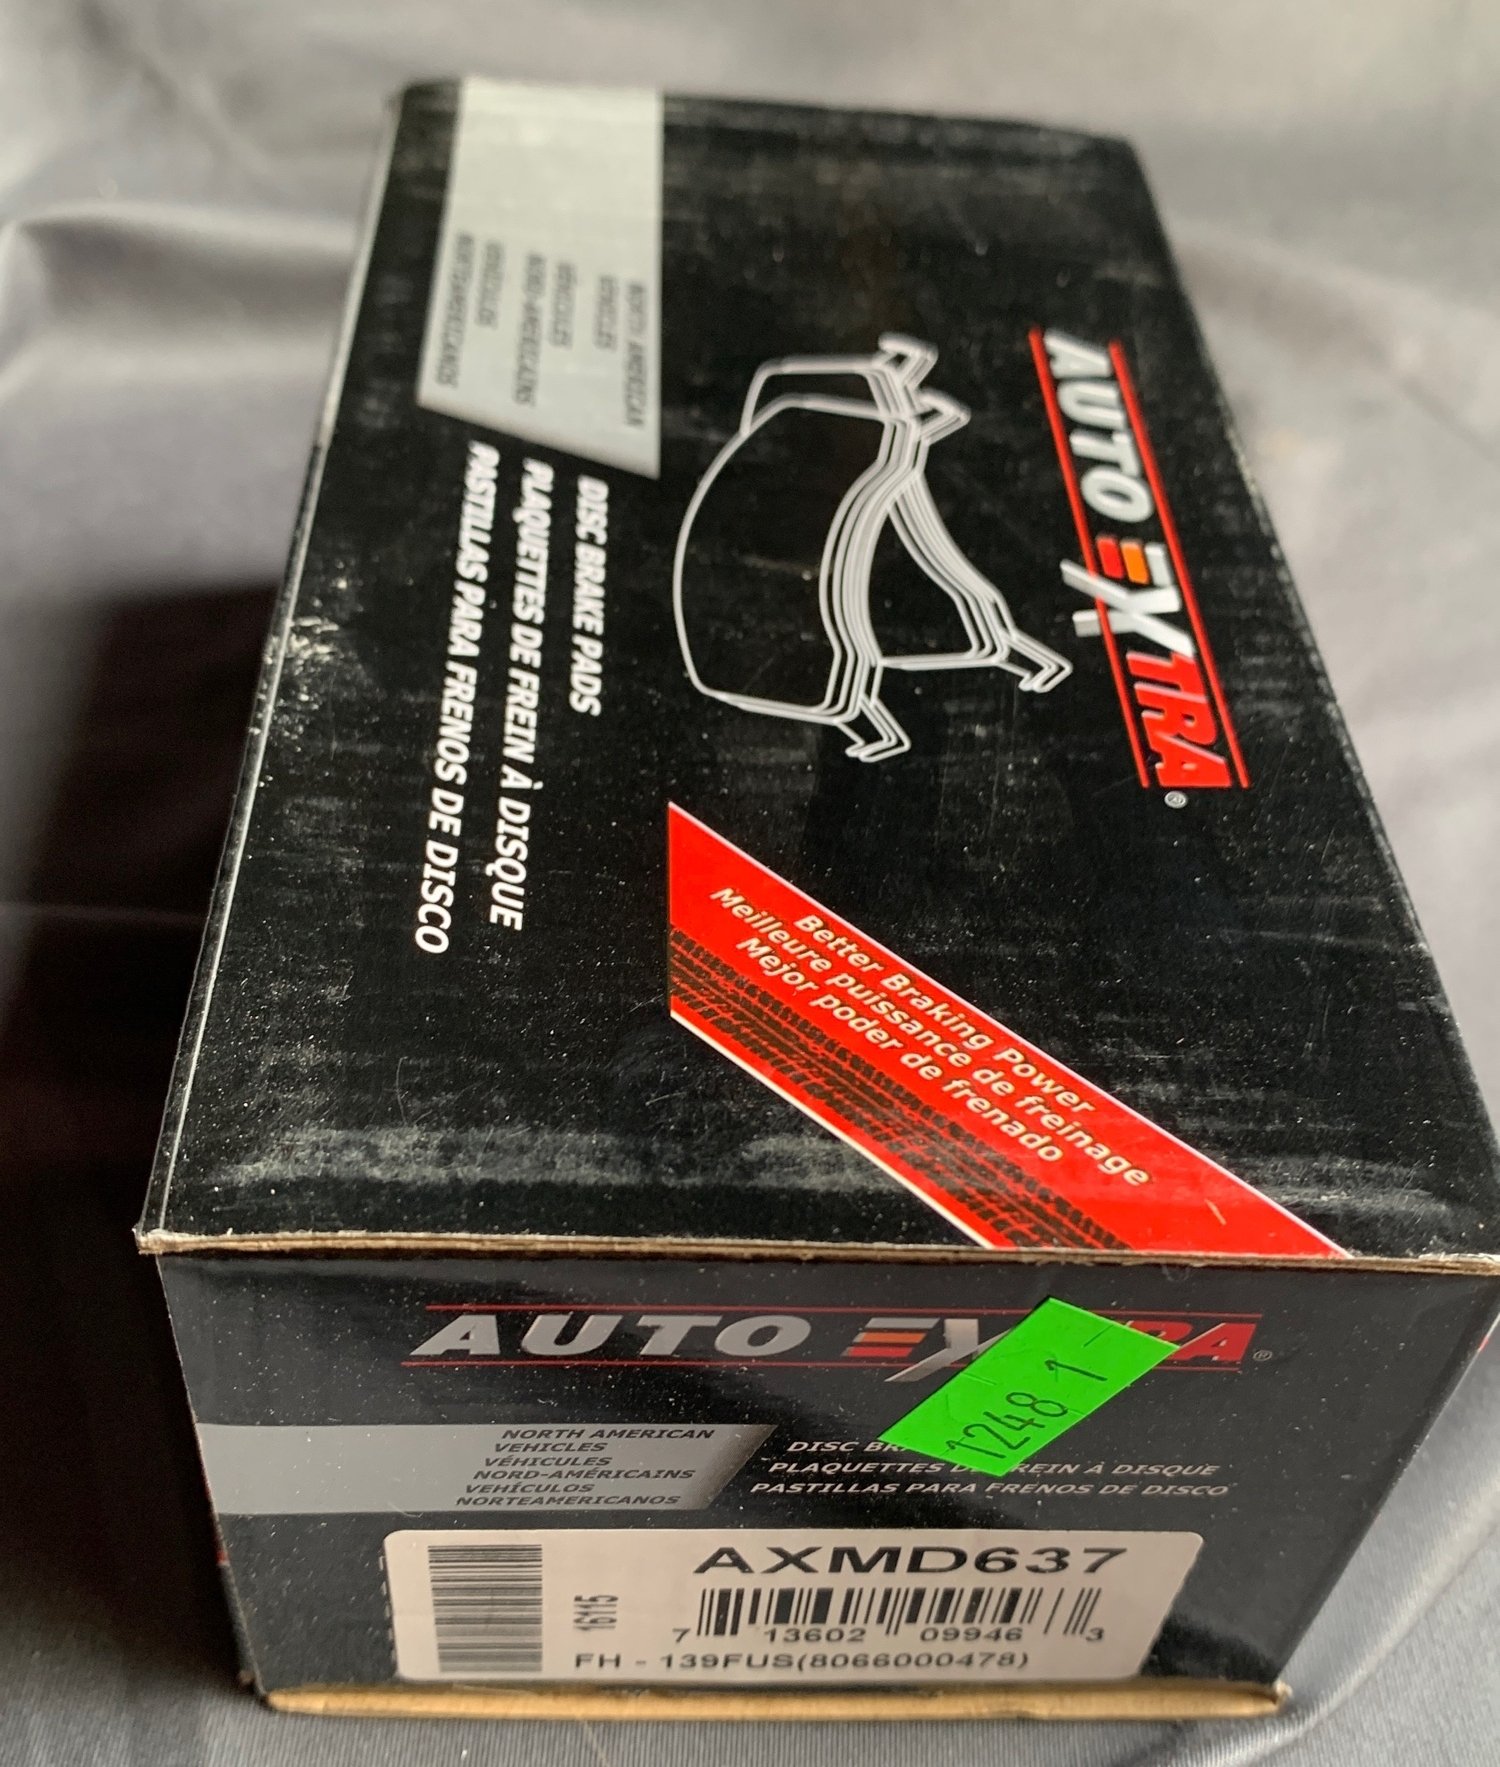 AUTO EXTRA®
NORTH AMERICAN
VEHICLES
VÉHICULES
NORD-AMÉRICAINS
VEHÍCULOS
NORTEAMERICANOS
DISC BRAKE PADS
PLAQUETTES DE FREIN À DISQUE
PASTILLAS PARA FRENOS DE DISCO
Better Braking Power
Meilleure puissance de freinage
Mejor poder de frenado
AUTO EXTRA®
1248 1
NORTH AMERICAN
VEHICLES
VÉHICULES
NORD-AMÉRICAINS
VEHÍCULOS
NORTEAMERICANOS
DISC
PLAQUETTES FREIN À DISQUE
PASTILLAS PARA FRENOS DE DISCO
AXMD637
16115
7 13602 09946 3
FH - 139FUS(8066000478)